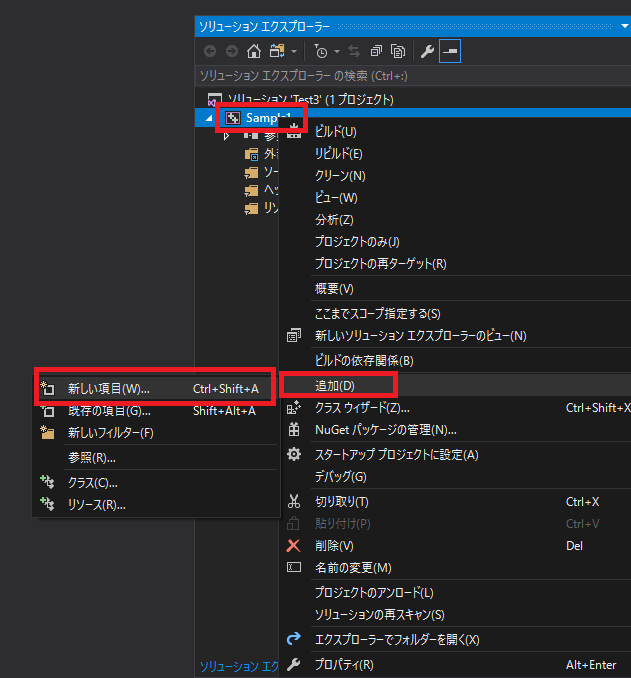 ソリューション エクスプローラー
ソリューション エクスプローラー の検索 (Ctrl+:)
ソリューション 'Test3' (1 プロジェクト)
Sample1
参
外
ソー
ヘッ
リソ
ビルド(U)
リビルド(E)
クリーン(N)
ビュー(W)
分析(Z)
プロジェクトのみ(J)
プロジェクトの再ターゲット(R)
概要(V)
ここまでスコープ指定する(S)
新しいソリューション エクスプローラーのビュー(N)
ビルドの依存関係(B)
追加(D)
クラス ウィザード(Z)... Ctrl+Shift+X
NuGet パッケージの管理(N)...
スタートアップ プロジェクトに設定(A)
デバッグ(G)
切り取り(T) Ctrl+X
貼り付け(P) Ctrl+V
削除(V) Del
名前の変更(M)
プロジェクトのアンロード(L)
ソリューションの再スキャン(S)
エクスプローラーでフォルダーを開く(X)
プロパティ(R) Alt+Enter
新しい項目(W)... Ctrl+Shift+A
既存の項目(G)... Shift+Alt+A
新しいフィルター(F)
参照(R)...
クラス(C)...
リソース(R)...
ソリューション エクス